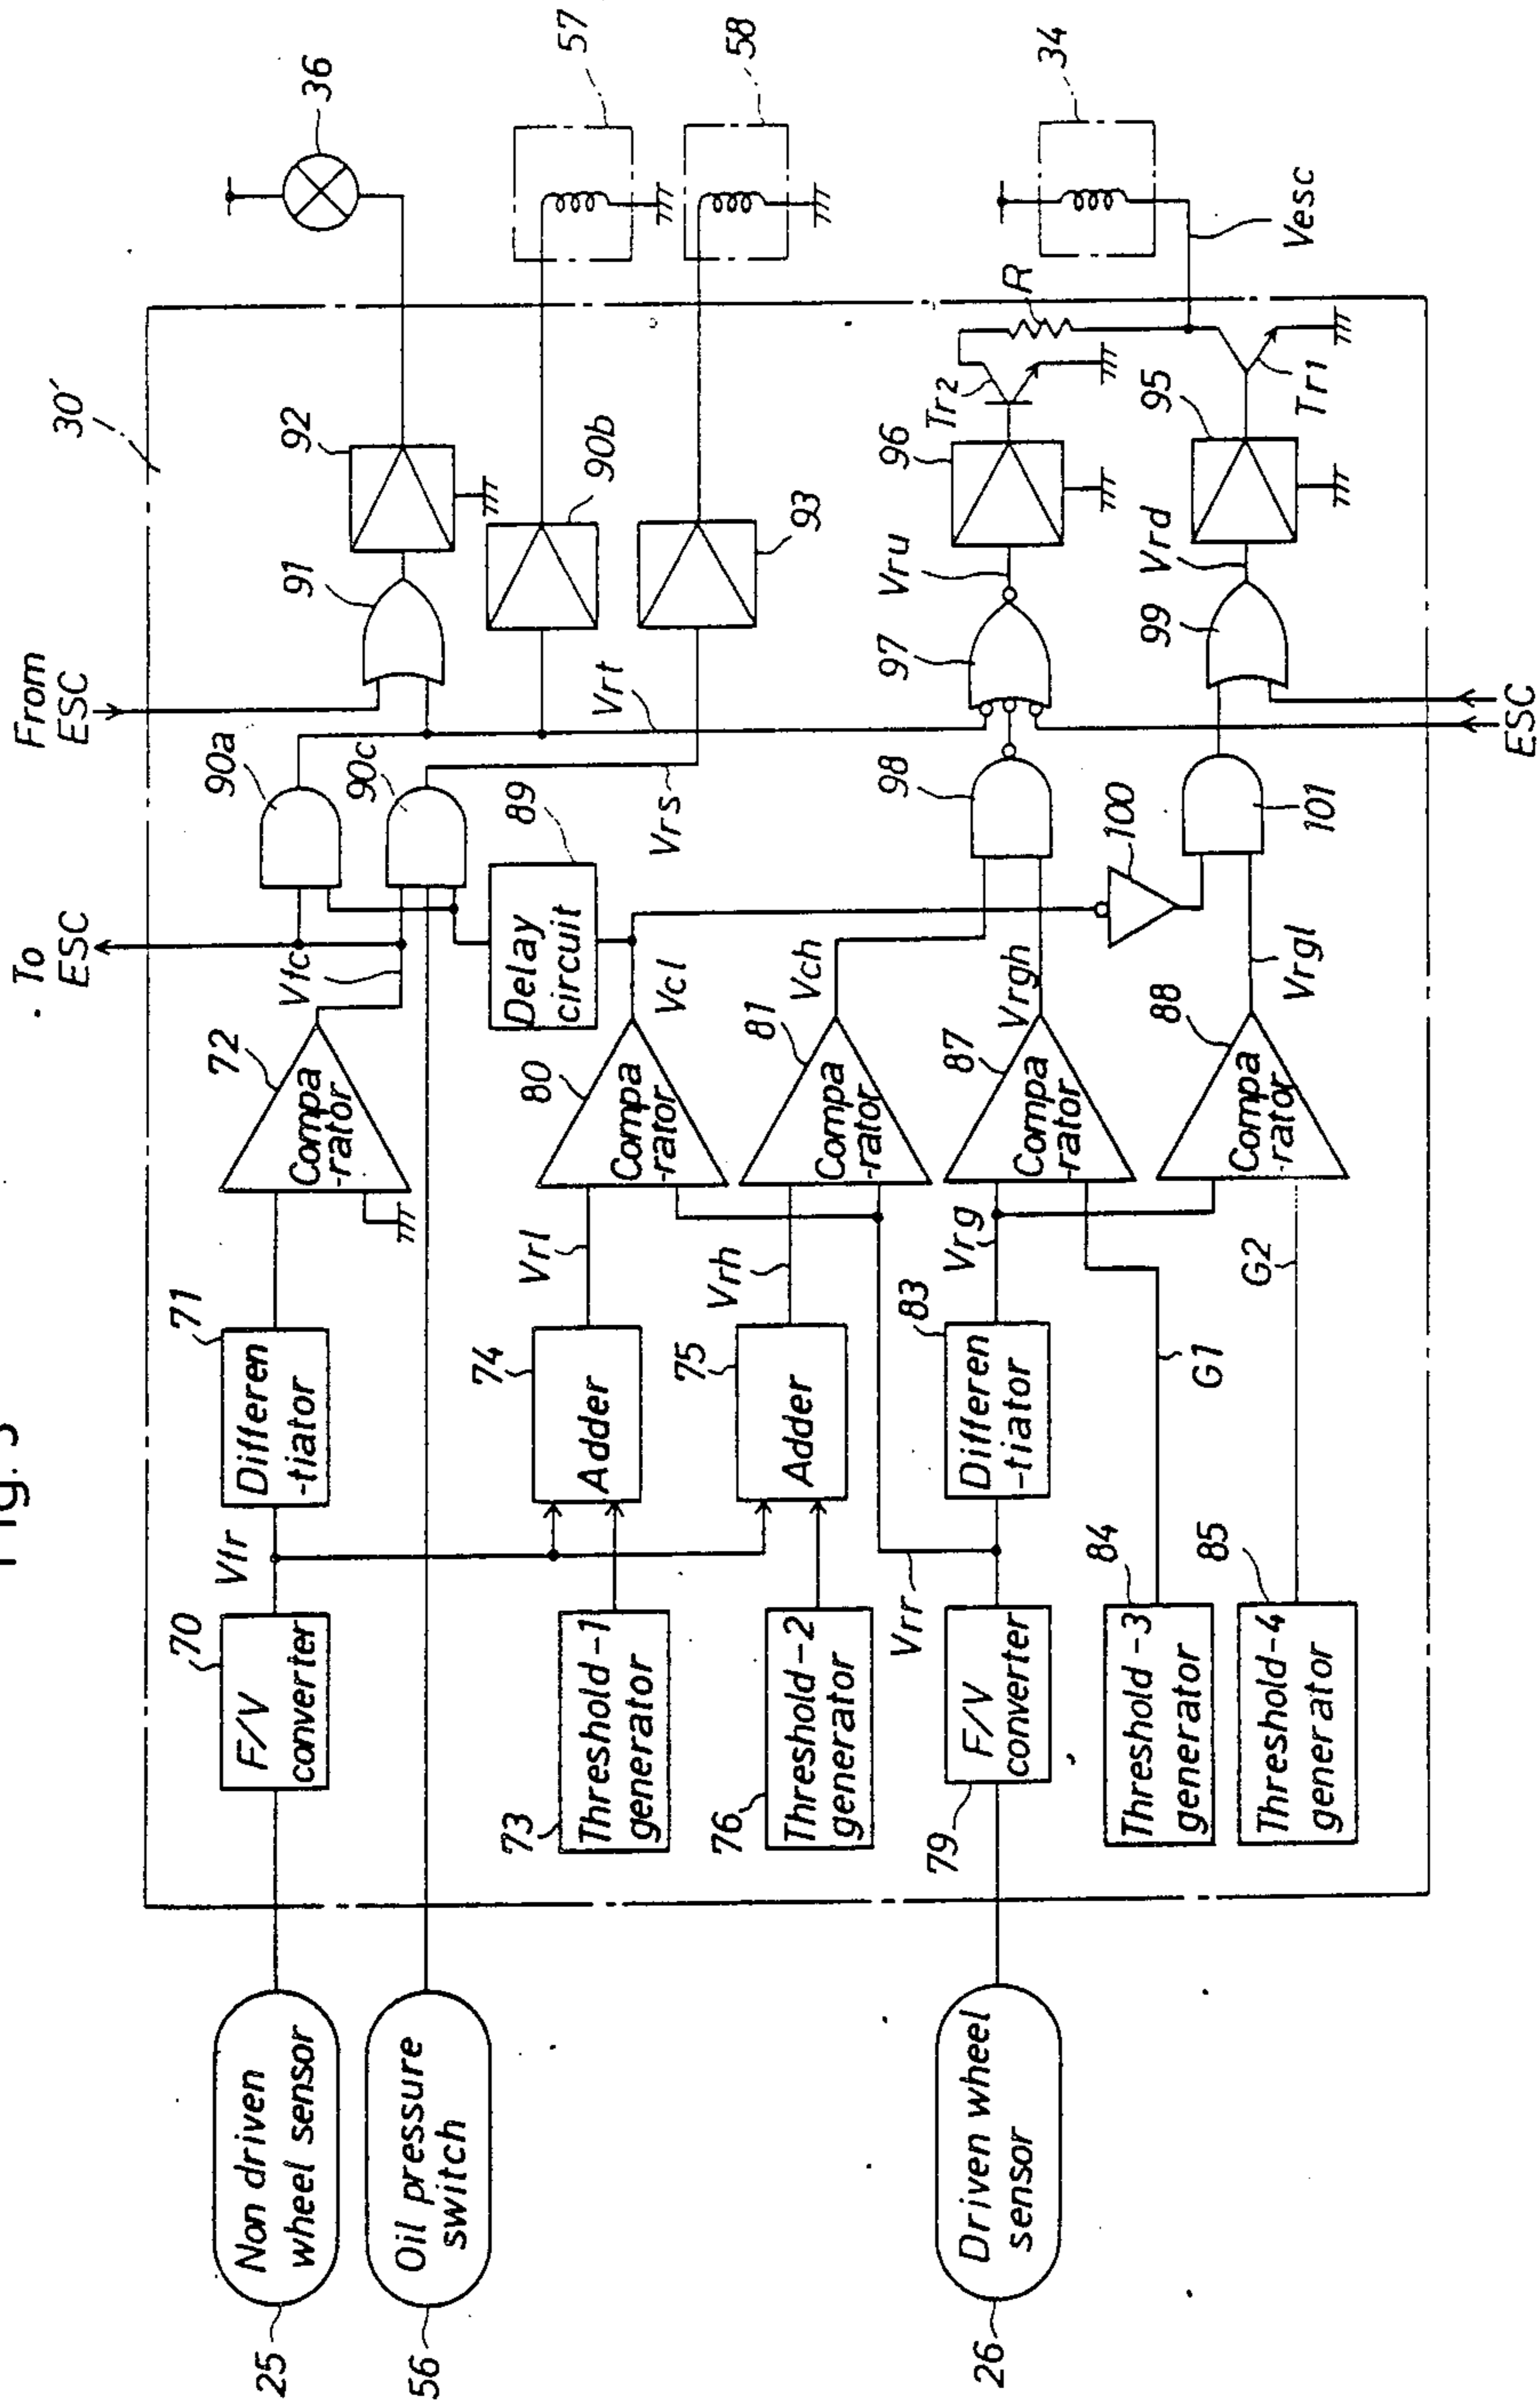 Fig. 5
To
ESC
From
ESC
30'
25
Non driven
wheel sensor
70
F/V
converter
Vfr
71
Differen
-tiator
72
Compa
-rator
Vfc
90a
91
92
36
56
Oil pressure
switch
90c
90b
57
Vrt
93
58
Vrs
89
Delay
circuit
73
Threshold-1
generator
74
Adder
Vrl
80
Compa
-rator
Vcl
76
Threshold-2
generator
75
Adder
Vrh
81
Compa
-rator
Vch
98
97
Vru
96
Tr2
R
34
Vesc
26
Driven wheel
sensor
79
F/V
converter
Vrr
83
Differen
-tiator
Vrg
87
Compa
-rator
Vrgh
100
84
Threshold-3
generator
G1
85
Threshold-4
generator
G2
88
Compa
-rator
Vrgl
101
99
Vrd
95
Tr1
ESC